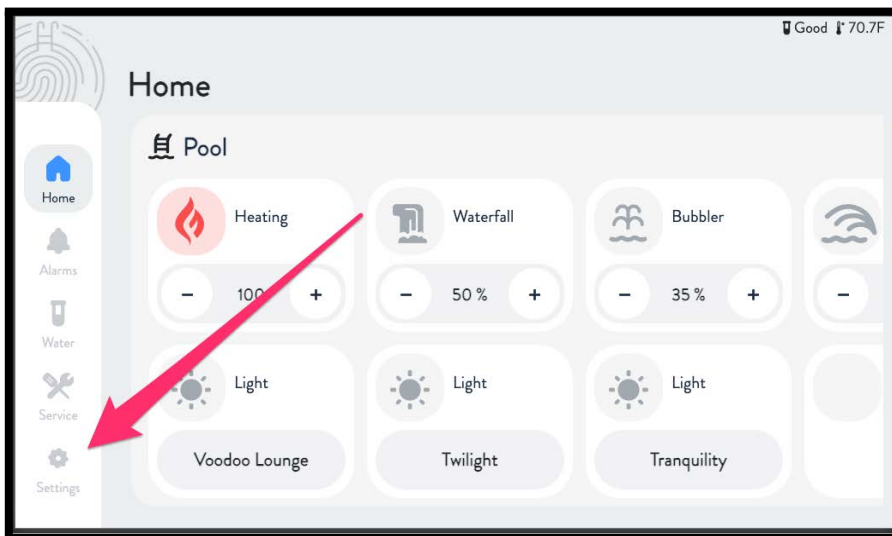 Good 70.7F
Home
Pool
Home
Alarms
Water
Service
Settings
Heating
100
Waterfall
50 %
Bubbler
35 %
Light
Voodoo Lounge
Light
Twilight
Light
Tranquility